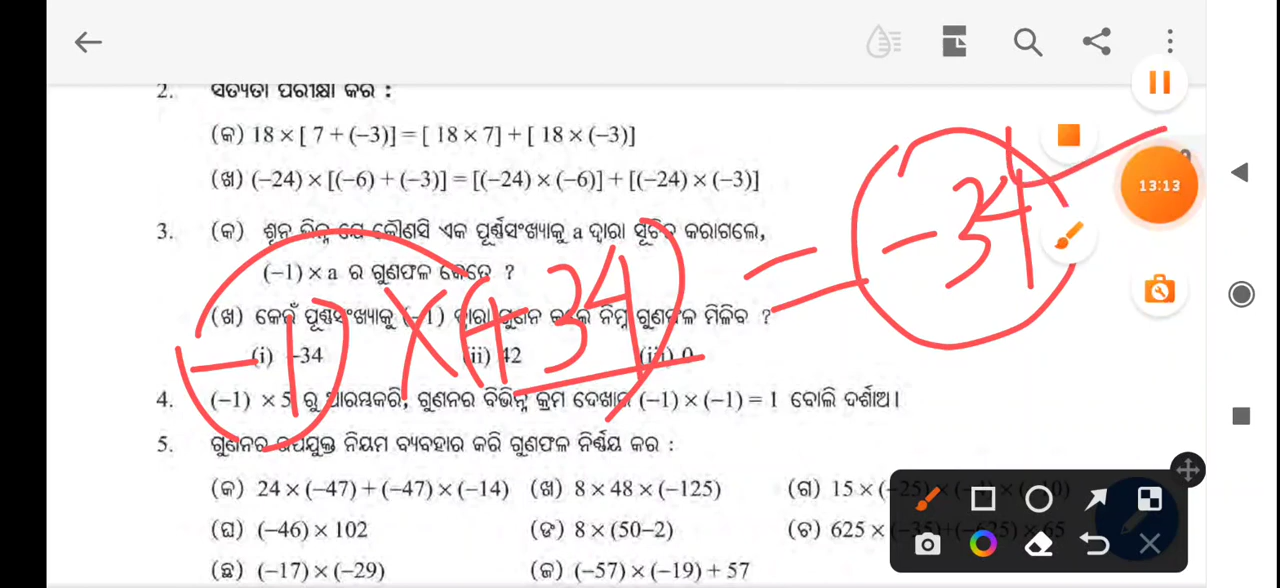 2. ସତ୍ୟତା ପରୀକ୍ଷା କର :
(କ) 18 × [ 7 + (−3)] = [ 18 × 7] + [ 18 × (−3)]
(ଖ) (−24) × [(−6) + (−3)] = [(−24) × (−6)] + [(−24) × (−3)]
3. (କ) ଶୂନ ଭିନ୍ନ ଯେ କୌଣସି ଏକ ପୂର୍ଣ୍ଣସଂଖ୍ୟାକୁ a ଦ୍ୱାରା ସୂଚିତ କରାଗଲେ,
(−1) × a ର ଗୁଣଫଳ କେତେ ?
(ଖ) କେଉଁ ପୂର୍ଣ୍ଣସଂଖ୍ୟାକୁ (−1) ଦ୍ୱାରା ଗୁଣନ କଲେ ନିମ୍ନ ଗୁଣଫଳ ମିଳିବ ?
(i) −34 (ii) 42 (iii) 0
−1 × (+34) = −34
4. (−1) × 5 ରୁ ଆରମ୍ଭକରି, ଗୁଣନର ବିଭିନ୍ନ କ୍ରମ ଦେଖାଇ (−1) × (−1) = 1 ବୋଲି ଦର୍ଶାଅ।
5. ଗୁଣନର ଉପଯୁକ୍ତ ନିୟମ ବ୍ୟବହାର କରି ଗୁଣଫଳ ନିର୍ଣ୍ଣୟ କର :
(କ) 24 × (−47) + (−47) × (−14) (ଖ) 8 × 48 × (−125) (ଗ) 15 × (−25)
(ଘ) (−46) × 102 (ଙ) 8 × (50−2) (ଚ) 625 × (−35)+(−625) × 65
(ଛ) (−17) × (−29) (ଜ) (−57) × (−19) + 57
13:13